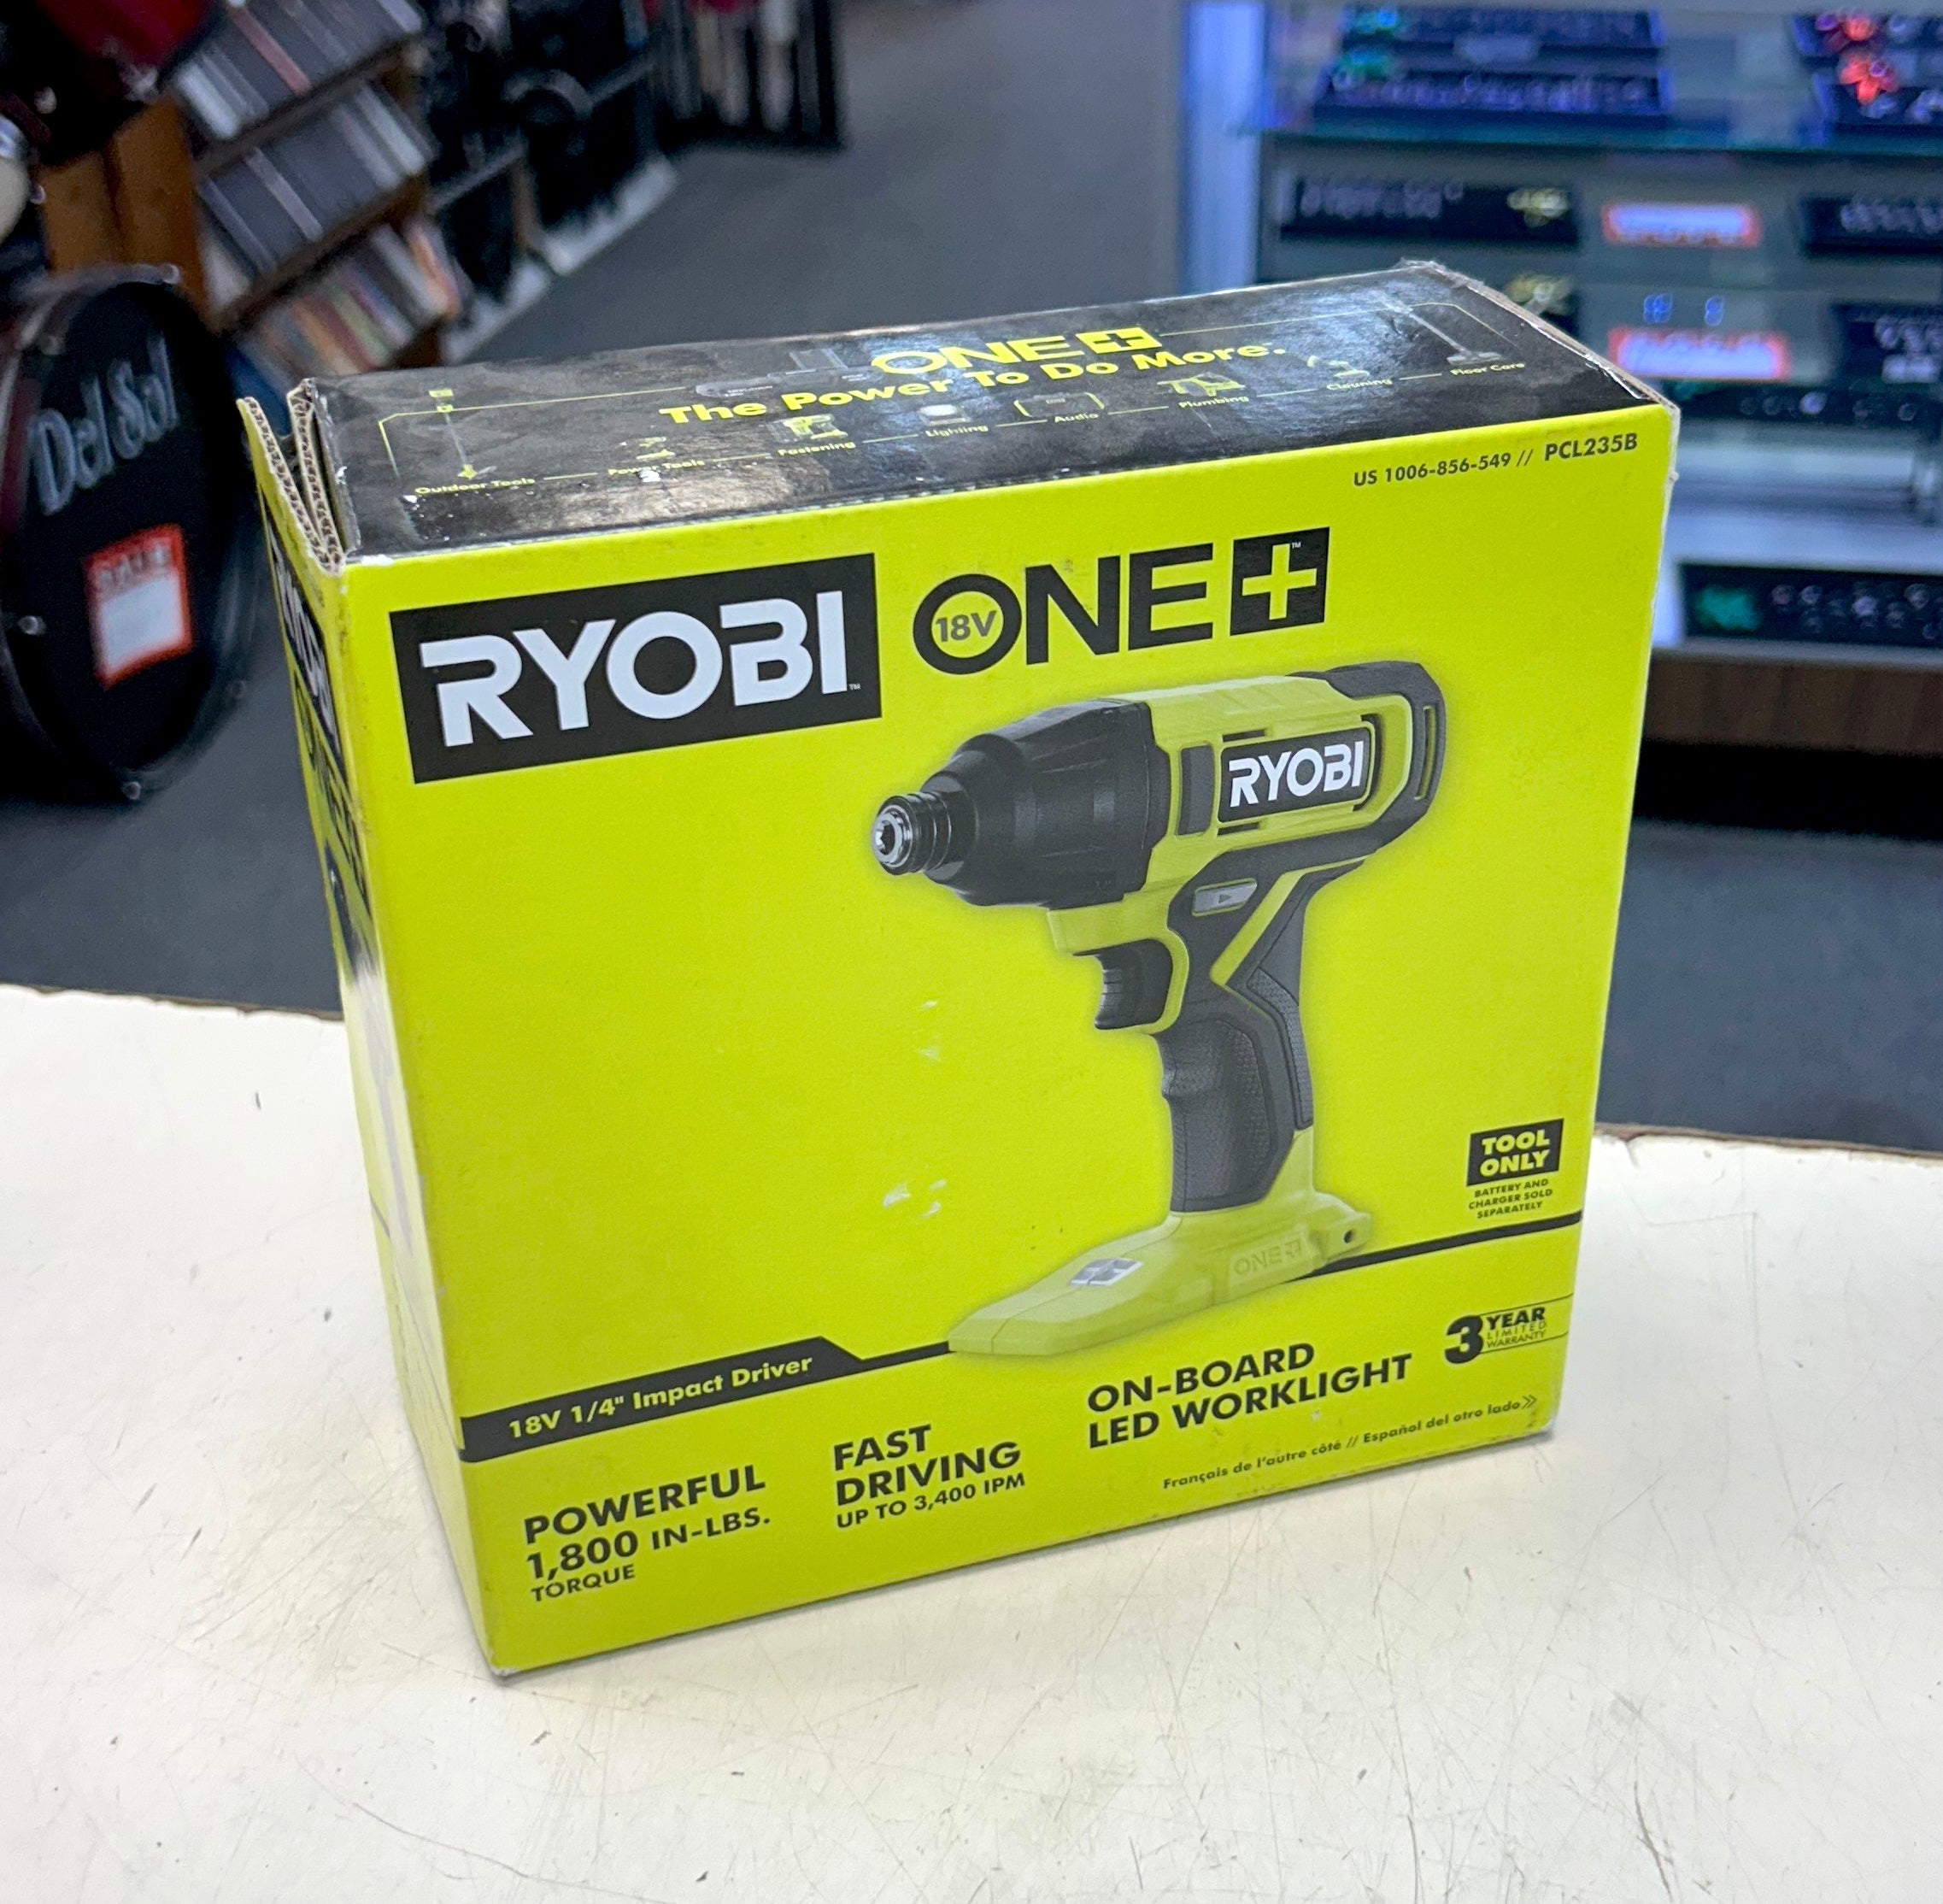 ONE+
The Power To Do More.
Outdoor Tools
Power Tools
Fastening
Lighting
Audio
Plumbing
Cleaning
Floor Care
US 1006-856-549 // PCL235B
RYOBI™
18V ONE+™
RYOBI
ONE+
TOOL
ONLY
BATTERY AND
CHARGER SOLD
SEPARATELY
18V 1/4" Impact Driver
POWERFUL
1,800 IN-LBS.
TORQUE
FAST
DRIVING
UP TO 3,400 IPM
ON-BOARD
LED WORKLIGHT
3 YEAR
LIMITED
WARRANTY
Français de l'autre côté // Español del otro lado
Del Sol
SALE